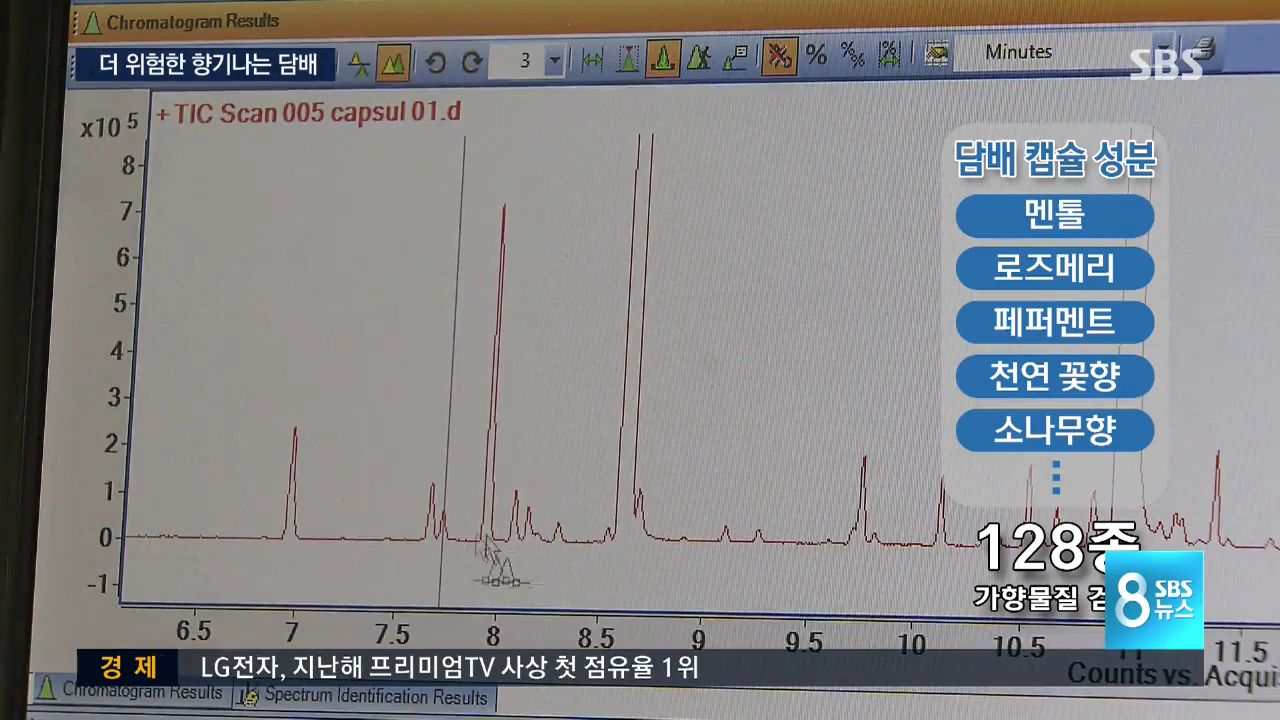 Chromatogram Results
더 위험한 향기나는 담배
3
Minutes
SBS
+ TIC Scan 005 capsul 01.d
x10 5
8
7
6
5
4
3
2
1
0
-1
6.5 7 7.5 8 8.5 9 9.5 10 10.5 11 11.5
Counts vs. Acquis
담배 캡슐 성분
멘톨
로즈메리
페퍼멘트
천연 꽃향
소나무향
128종
가향물질
8 SBS 뉴스
경제 LG전자, 지난해 프리미엄TV 사상 첫 점유율 1위
Chromatogram Results Spectrum Identification Results